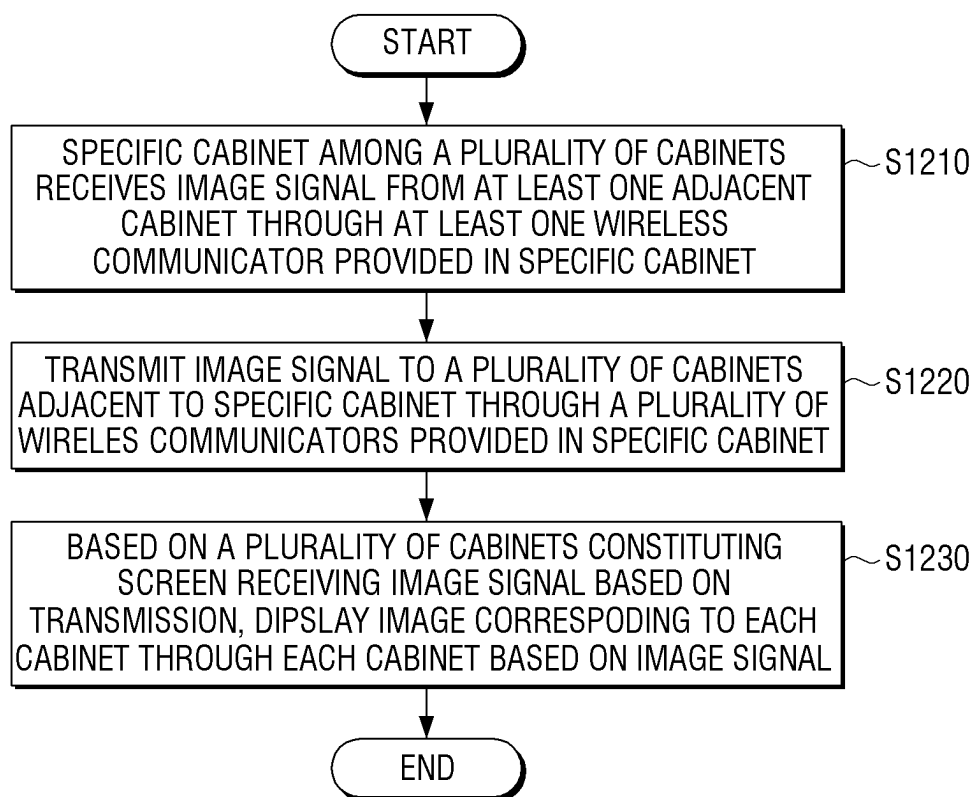 START
SPECIFIC CABINET AMONG A PLURALITY OF CABINETS
RECEIVES IMAGE SIGNAL FROM AT LEAST ONE ADJACENT
CABINET THROUGH AT LEAST ONE WIRELESS
COMMUNICATOR PROVIDED IN SPECIFIC CABINET
S1210
TRANSMIT IMAGE SIGNAL TO A PLURALITY OF CABINETS
ADJACENT TO SPECIFIC CABINET THROUGH A PLURALITY OF
WIRELES COMMUNICATORS PROVIDED IN SPECIFIC CABINET
S1220
BASED ON A PLURALITY OF CABINETS CONSTITUTING
SCREEN RECEIVING IMAGE SIGNAL BASED ON
TRANSMISSION, DIPSLAY IMAGE CORRESPODING TO EACH
CABINET THROUGH EACH CABINET BASED ON IMAGE SIGNAL
S1230
END